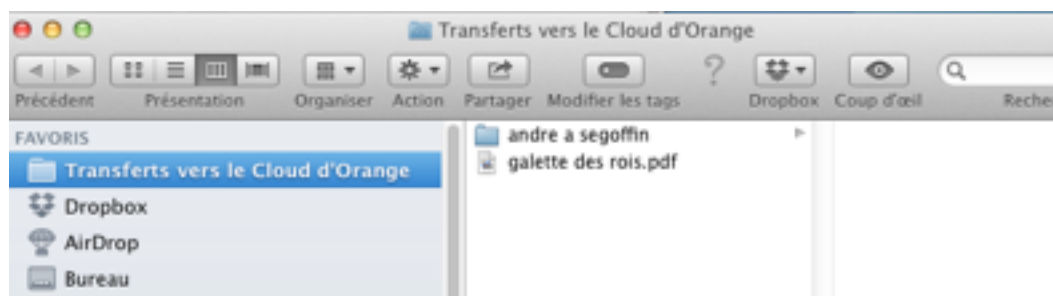 Transferts vers le Cloud d'Orange
Précédent Présentation Organiser Action Partager Modifier les tags Dropbox Coup d'œil Reche
FAVORIS
Transferts vers le Cloud d'Orange
Dropbox
AirDrop
Bureau
andre a segoffin
galette des rois.pdf